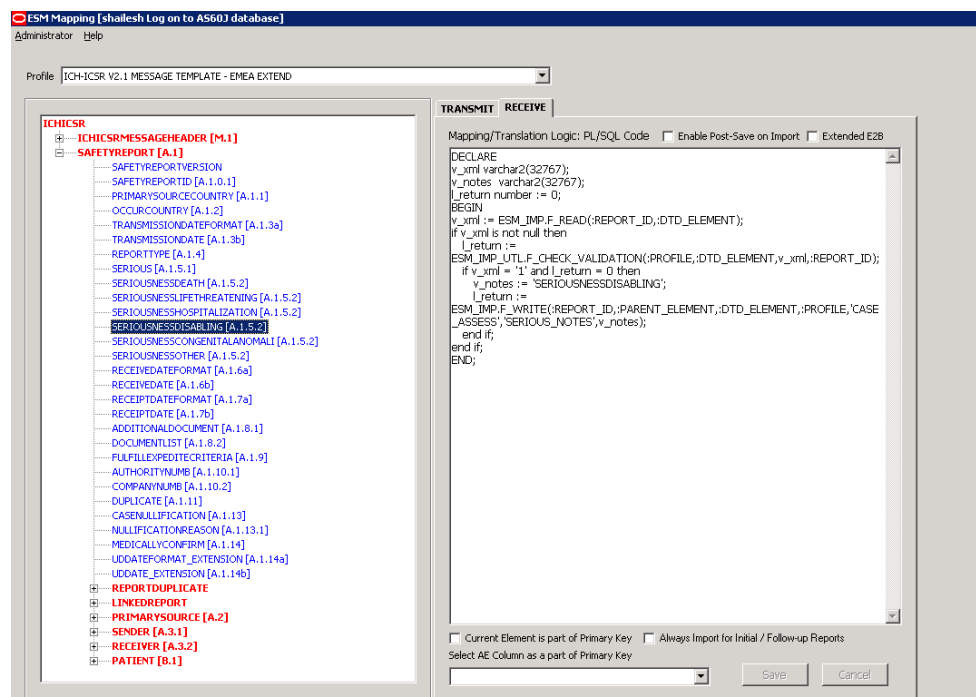 ESM Mapping [shailesh Log on to AS60J database]
Administrator Help
Profile ICH-ICSR V2.1 MESSAGE TEMPLATE - EMEA EXTEND
ICHICSR
ICHICSRMESSAGEHEADER [M.1]
SAFETYREPORT [A.1]
SAFETYREPORTVERSION
SAFETYREPORTID [A.1.0.1]
PRIMARYSOURCECOUNTRY [A.1.1]
OCCURCOUNTRY [A.1.2]
TRANSMISSIONDATEFORMAT [A.1.3a]
TRANSMISSIONDATE [A.1.3b]
REPORTTYPE [A.1.4]
SERIOUS [A.1.5.1]
SERIOUSNESSDEATH [A.1.5.2]
SERIOUSNESSLIFETHREATENING [A.1.5.2]
SERIOUSNESSHOSPITALIZATION [A.1.5.2]
SERIOUSNESSDISABLING [A.1.5.2]
SERIOUSNESSCONGENITALANOMALI [A.1.5.2]
SERIOUSNESSOTHER [A.1.5.2]
RECEIVEDATEFORMAT [A.1.6a]
RECEIVEDATE [A.1.6b]
RECEIPTDATEFORMAT [A.1.7a]
RECEIPTDATE [A.1.7b]
ADDITIONALDOCUMENT [A.1.8.1]
DOCUMENTLIST [A.1.8.2]
FULFILLEXPEDITECRITERIA [A.1.9]
AUTHORITYNUMB [A.1.10.1]
COMPANYNUMB [A.1.10.2]
DUPLICATE [A.1.11]
CASENULLIFICATION [A.1.13]
NULLIFICATIONREASON [A.1.13.1]
MEDICALLYCONFIRM [A.1.14]
UDDATEFORMAT_EXTENSION [A.1.14a]
UDDATE_EXTENSION [A.1.14b]
REPORTDUPLICATE
LINKEDREPORT
PRIMARYSOURCE [A.2]
SENDER [A.3.1]
RECEIVER [A.3.2]
PATIENT [B.1]
TRANSMIT RECEIVE
Mapping/Translation Logic: PL/SQL Code Enable Post-Save on Import Extended E2B
DECLARE
v_xml varchar2(32767);
v_notes varchar2(32767);
l_return number := 0;
BEGIN
v_xml := ESM_IMP.F_READ(:REPORT_ID,:DTD_ELEMENT);
if v_xml is not null then
l_return :=
ESM_IMP_UTL.F_CHECK_VALIDATION(:PROFILE,:DTD_ELEMENT,v_xml,:REPORT_ID);
if v_xml = '1' and l_return = 0 then
v_notes := 'SERIOUSNESSDISABLING';
l_return :=
ESM_IMP.F_WRITE(:REPORT_ID,:PARENT_ELEMENT,:DTD_ELEMENT,:PROFILE,'CASE
_ASSESS','SERIOUS_NOTES',v_notes);
end if;
end if;
END;
Current Element is part of Primary Key Always Import for Initial / Follow-up Reports
Select AE Column as a part of Primary Key
Save Cancel